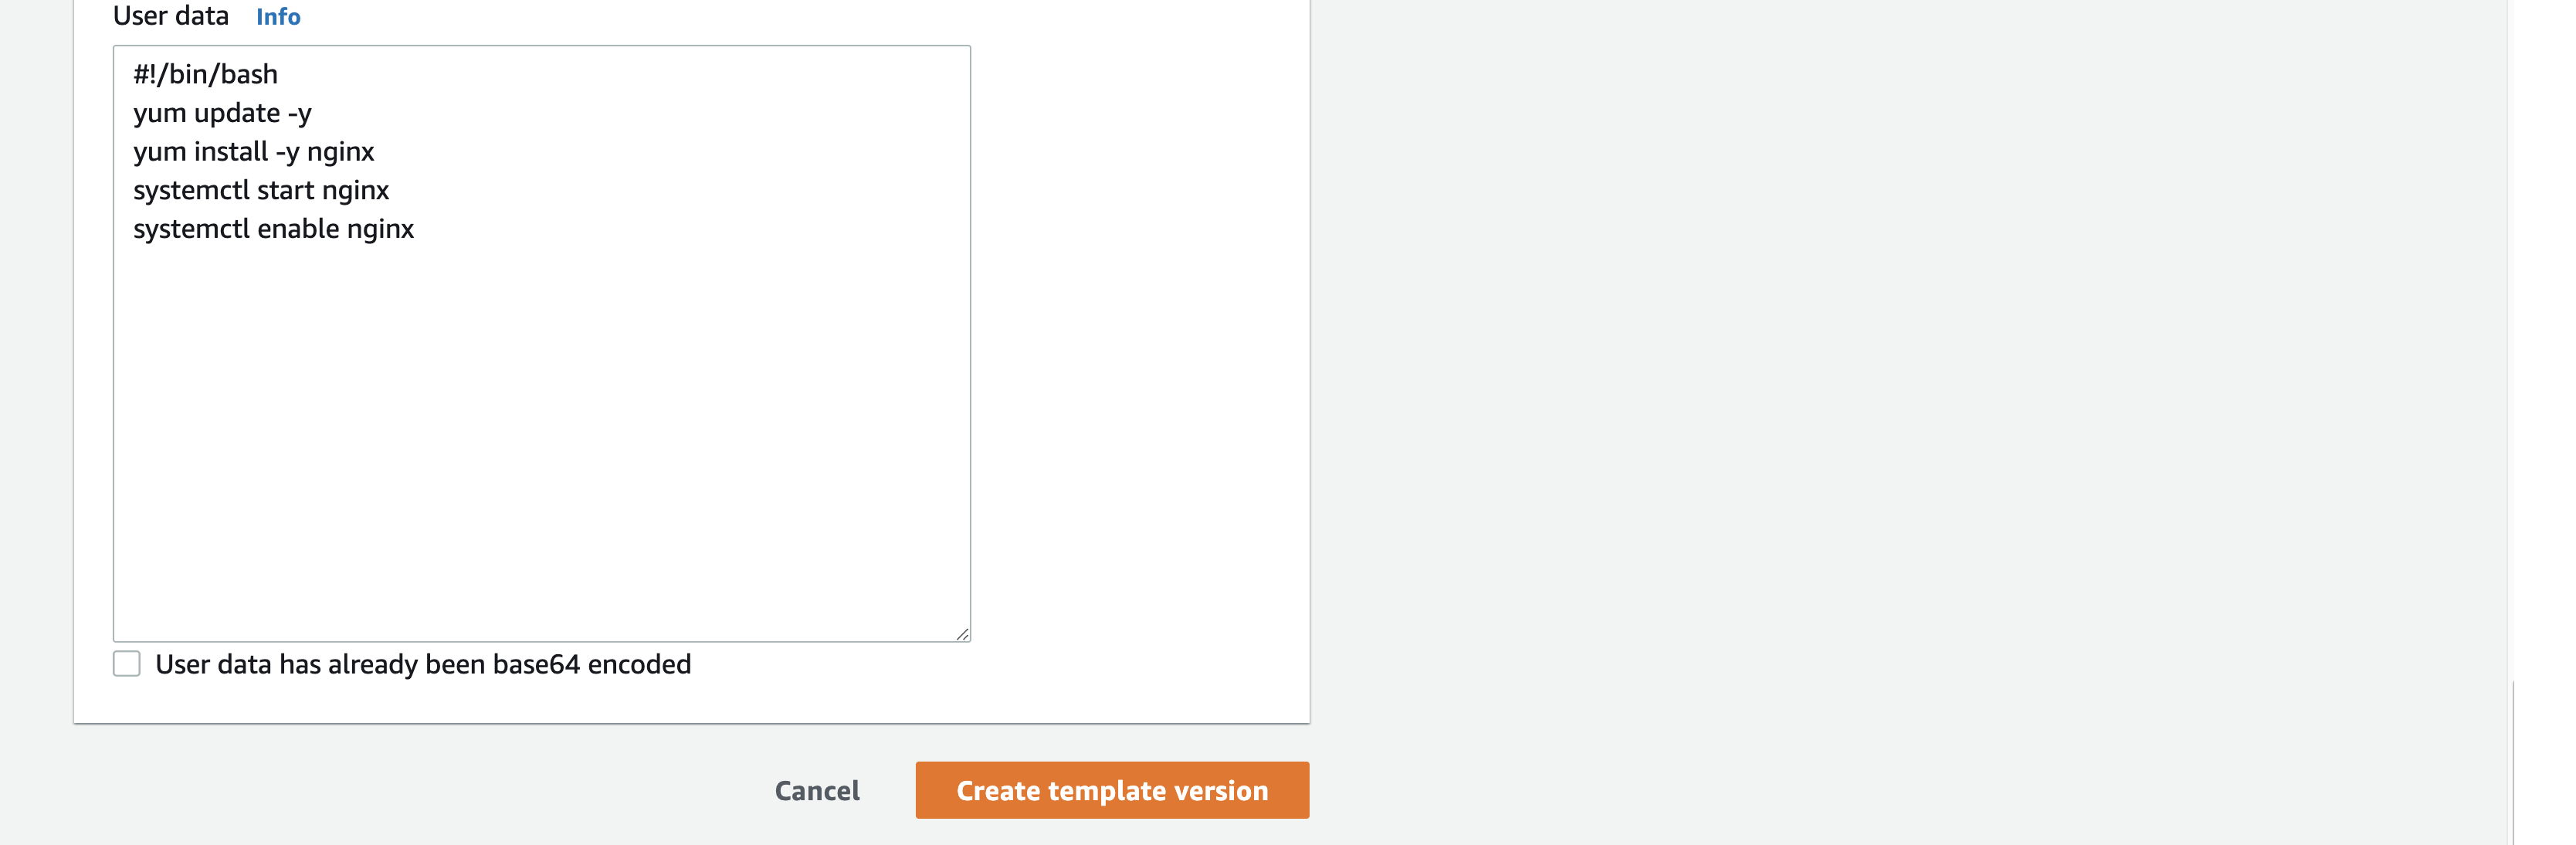 User data Info
#!/bin/bash
yum update -y
yum install -y nginx
systemctl start nginx
systemctl enable nginx
User data has already been base64 encoded
Cancel Create template version